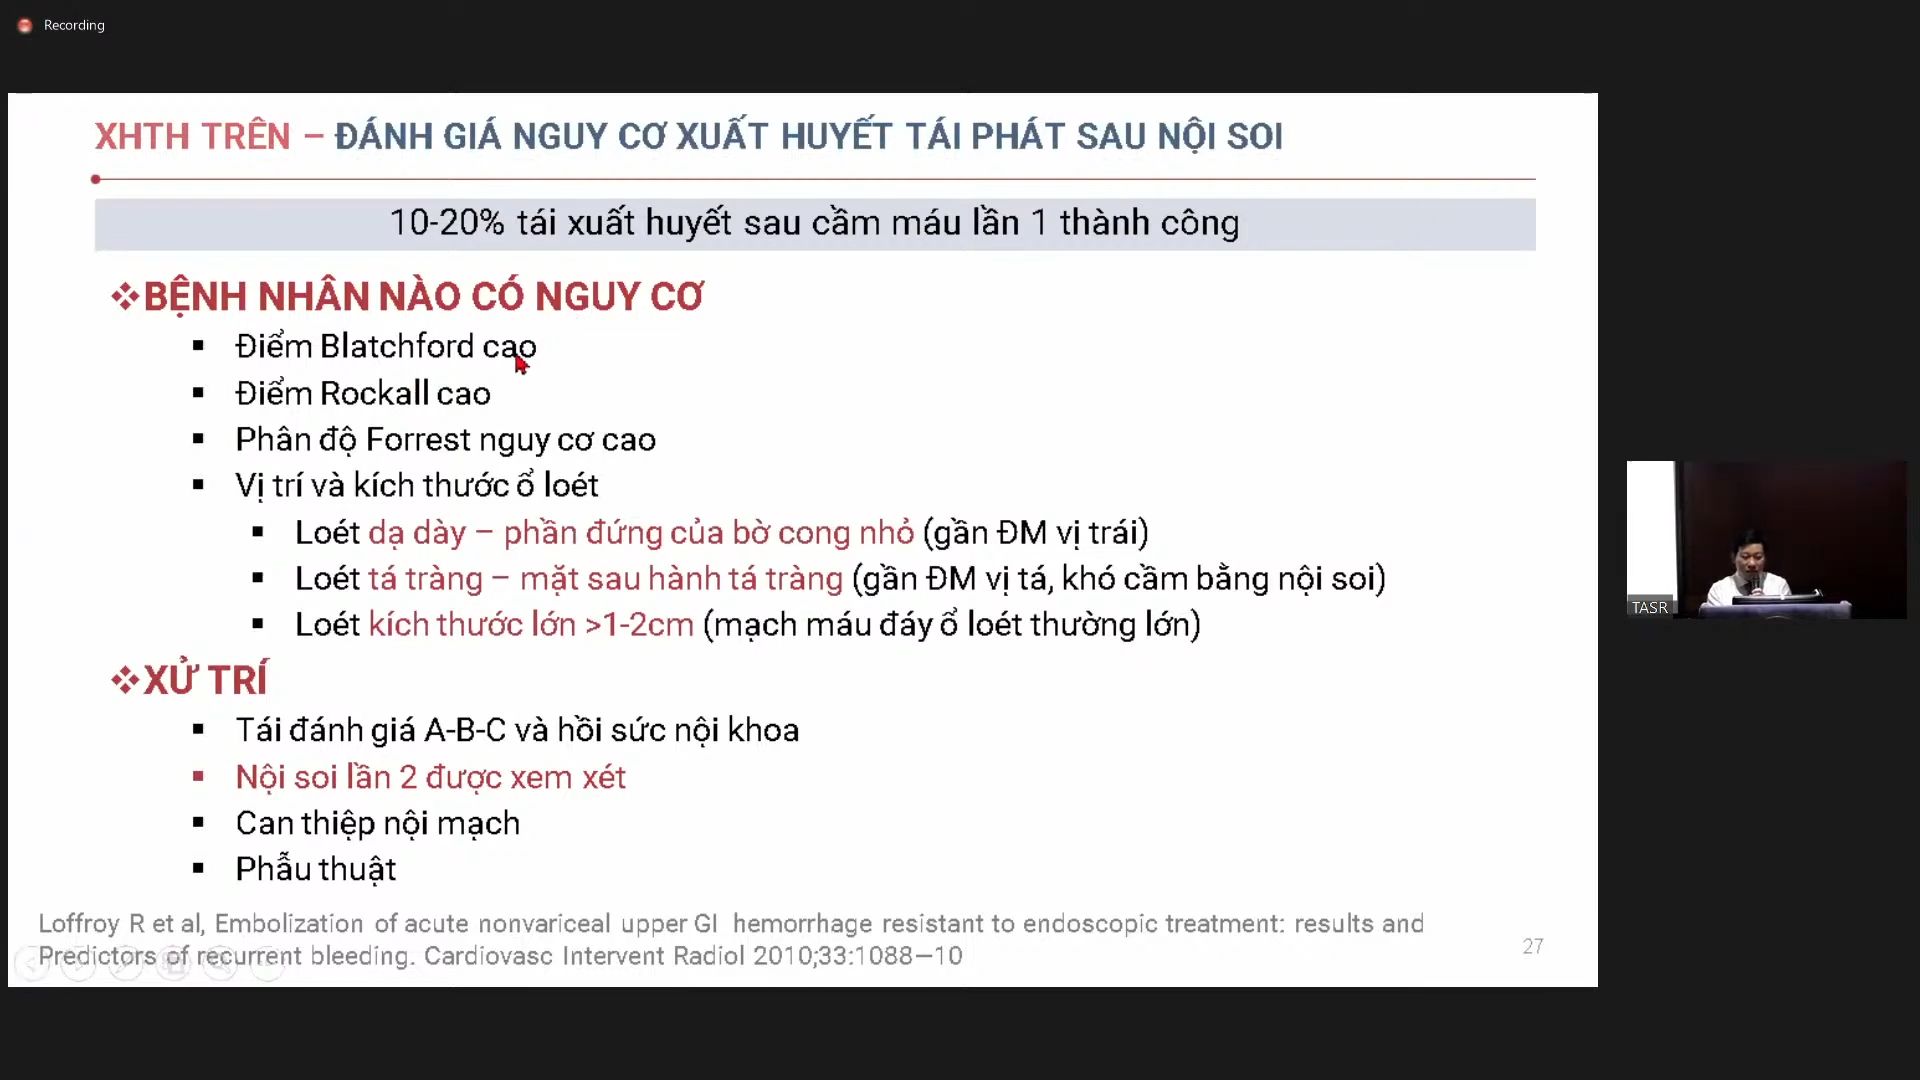 Recording
XHTH TRÊN – ĐÁNH GIÁ NGUY CƠ XUẤT HUYẾT TÁI PHÁT SAU NỘI SOI
10-20% tái xuất huyết sau cầm máu lần 1 thành công
❖BỆNH NHÂN NÀO CÓ NGUY CƠ
▪ Điểm Blatchford cao
▪ Điểm Rockall cao
▪ Phân độ Forrest nguy cơ cao
▪ Vị trí và kích thước ổ loét
▪ Loét dạ dày – phần đứng của bờ cong nhỏ (gần ĐM vị trái)
▪ Loét tá tràng – mặt sau hành tá tràng (gần ĐM vị tá, khó cầm bằng nội soi)
▪ Loét kích thước lớn >1-2cm (mạch máu đáy ổ loét thường lớn)
❖XỬ TRÍ
▪ Tái đánh giá A-B-C và hồi sức nội khoa
▪ Nội soi lần 2 được xem xét
▪ Can thiệp nội mạch
▪ Phẫu thuật
Loffroy R et al, Embolization of acute nonvariceal upper GI hemorrhage resistant to endoscopic treatment: results and
Predictors of recurrent bleeding. Cardiovasc Intervent Radiol 2010;33:1088—10
27
TASR